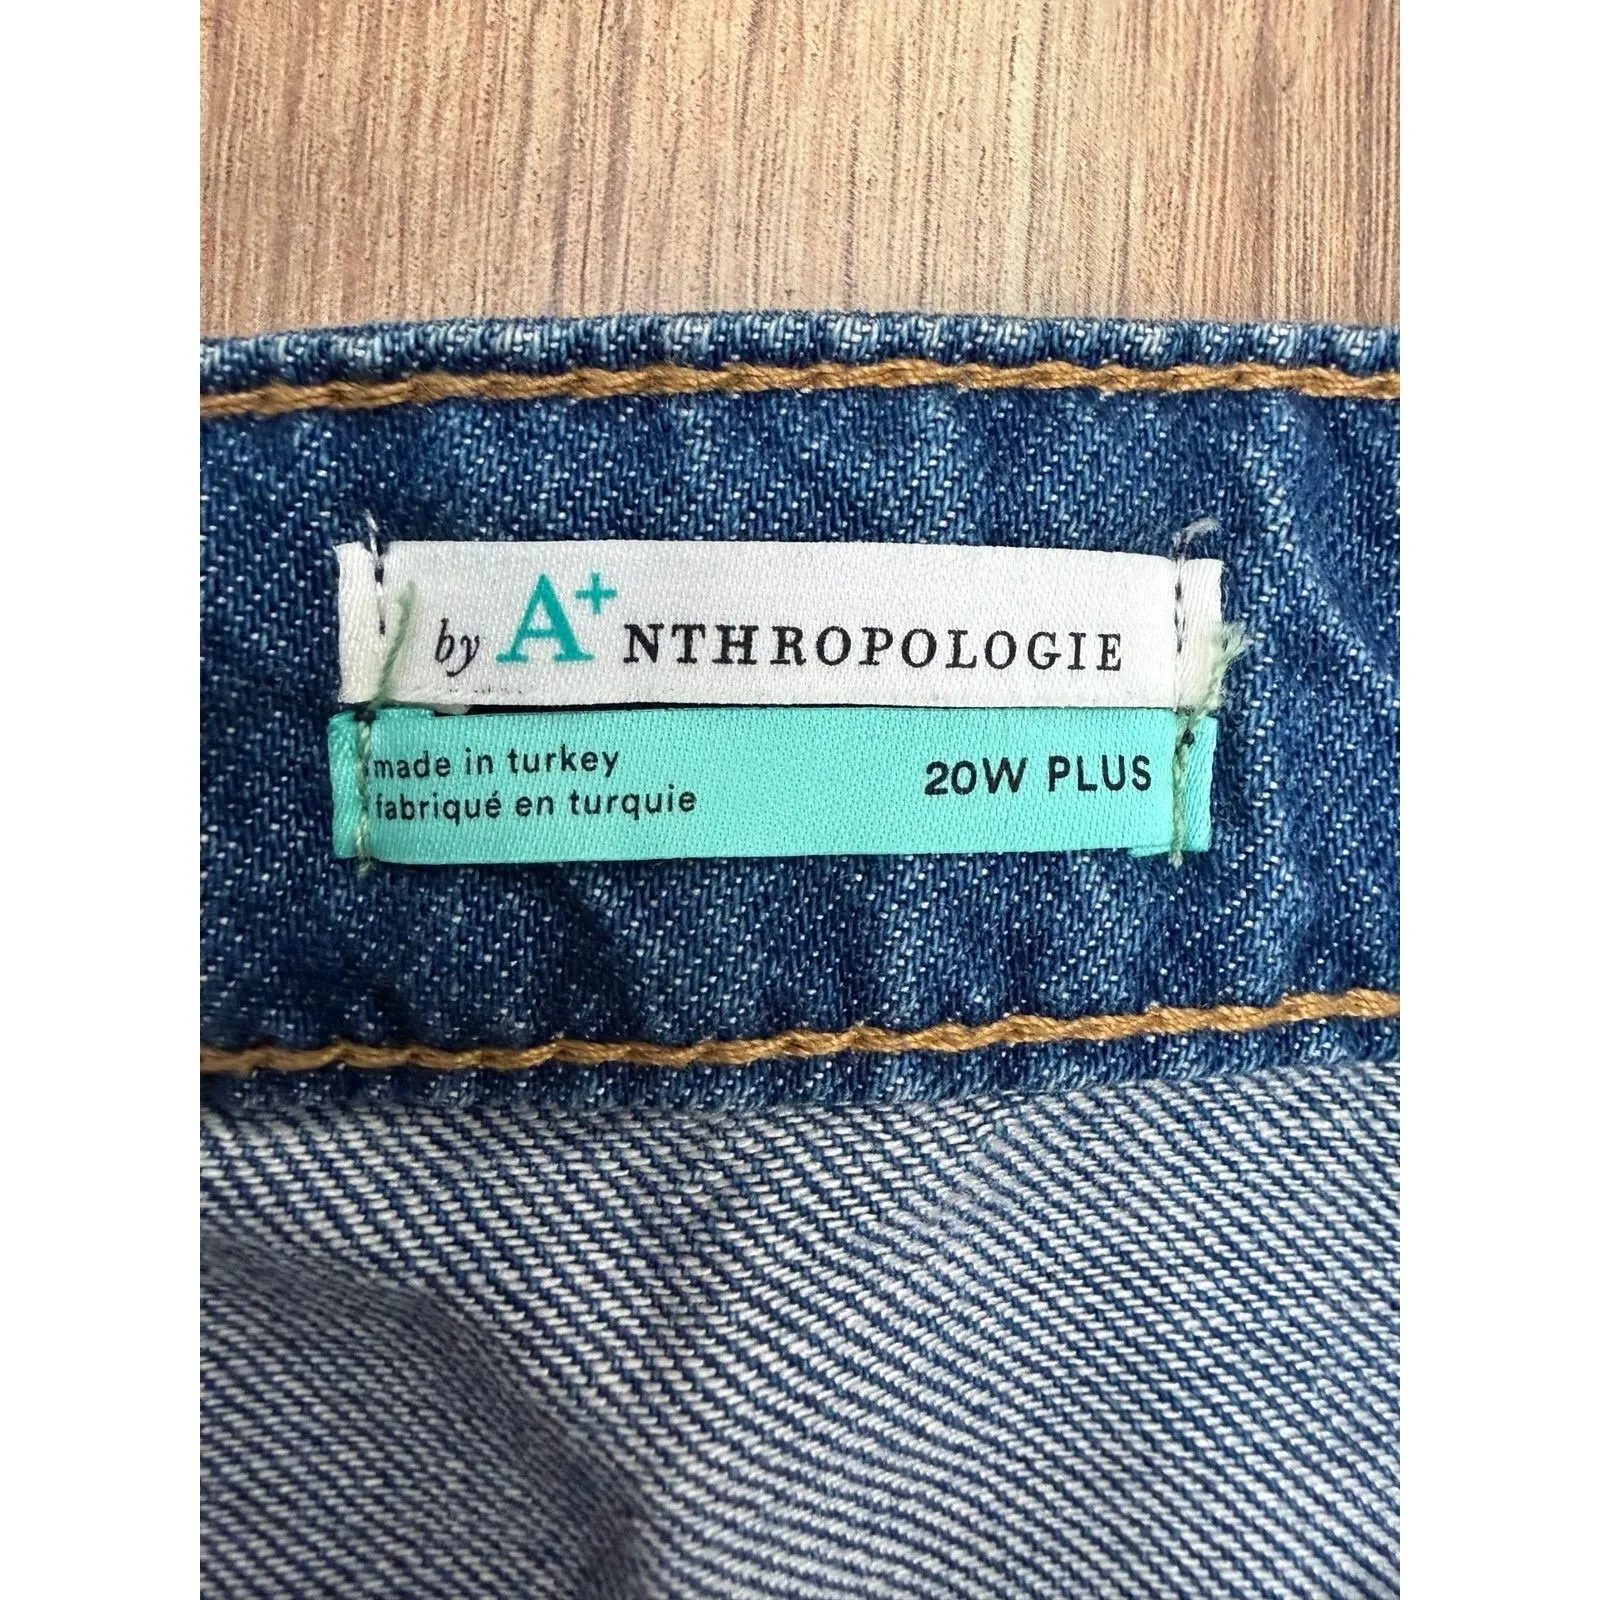 by A+NTHROPOLOGIE
made in turkey
fabriqué en turquie
20W PLUS